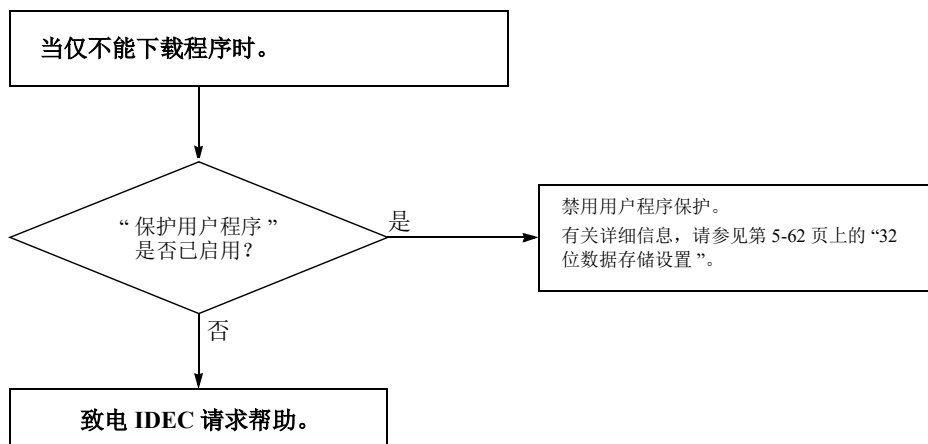 当仅不能下载程序时。
“ 保护用户程序 ”
是否已启用？
是
禁用用户程序保护。
有关详细信息，请参见第 5-62 页上的 “32
位数据存储设置 ”。
否
致电 IDEC 请求帮助。